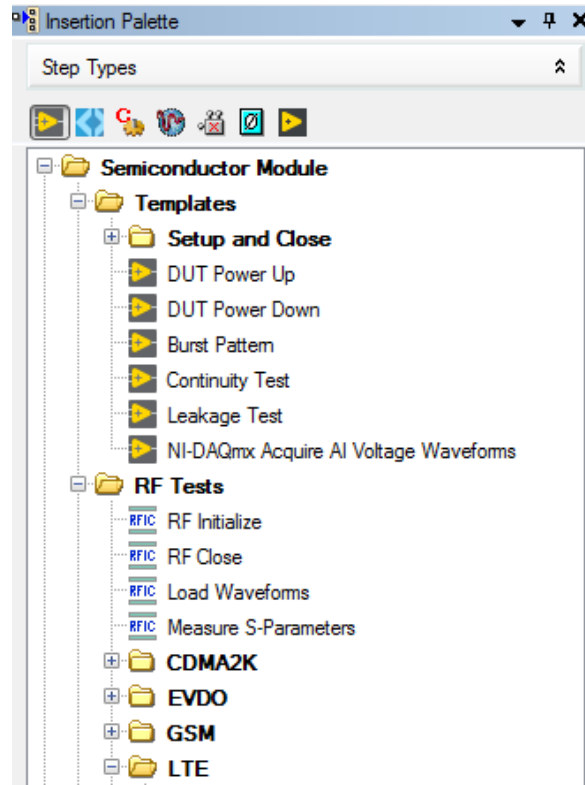 Insertion Palette
Step Types
Semiconductor Module
Templates
Setup and Close
DUT Power Up
DUT Power Down
Burst Pattern
Continuity Test
Leakage Test
NI-DAQmx Acquire AI Voltage Waveforms
RF Tests
RFIC RF Initialize
RFIC RF Close
RFIC Load Waveforms
RFIC Measure S-Parameters
CDMA2K
EVDO
GSM
LTE